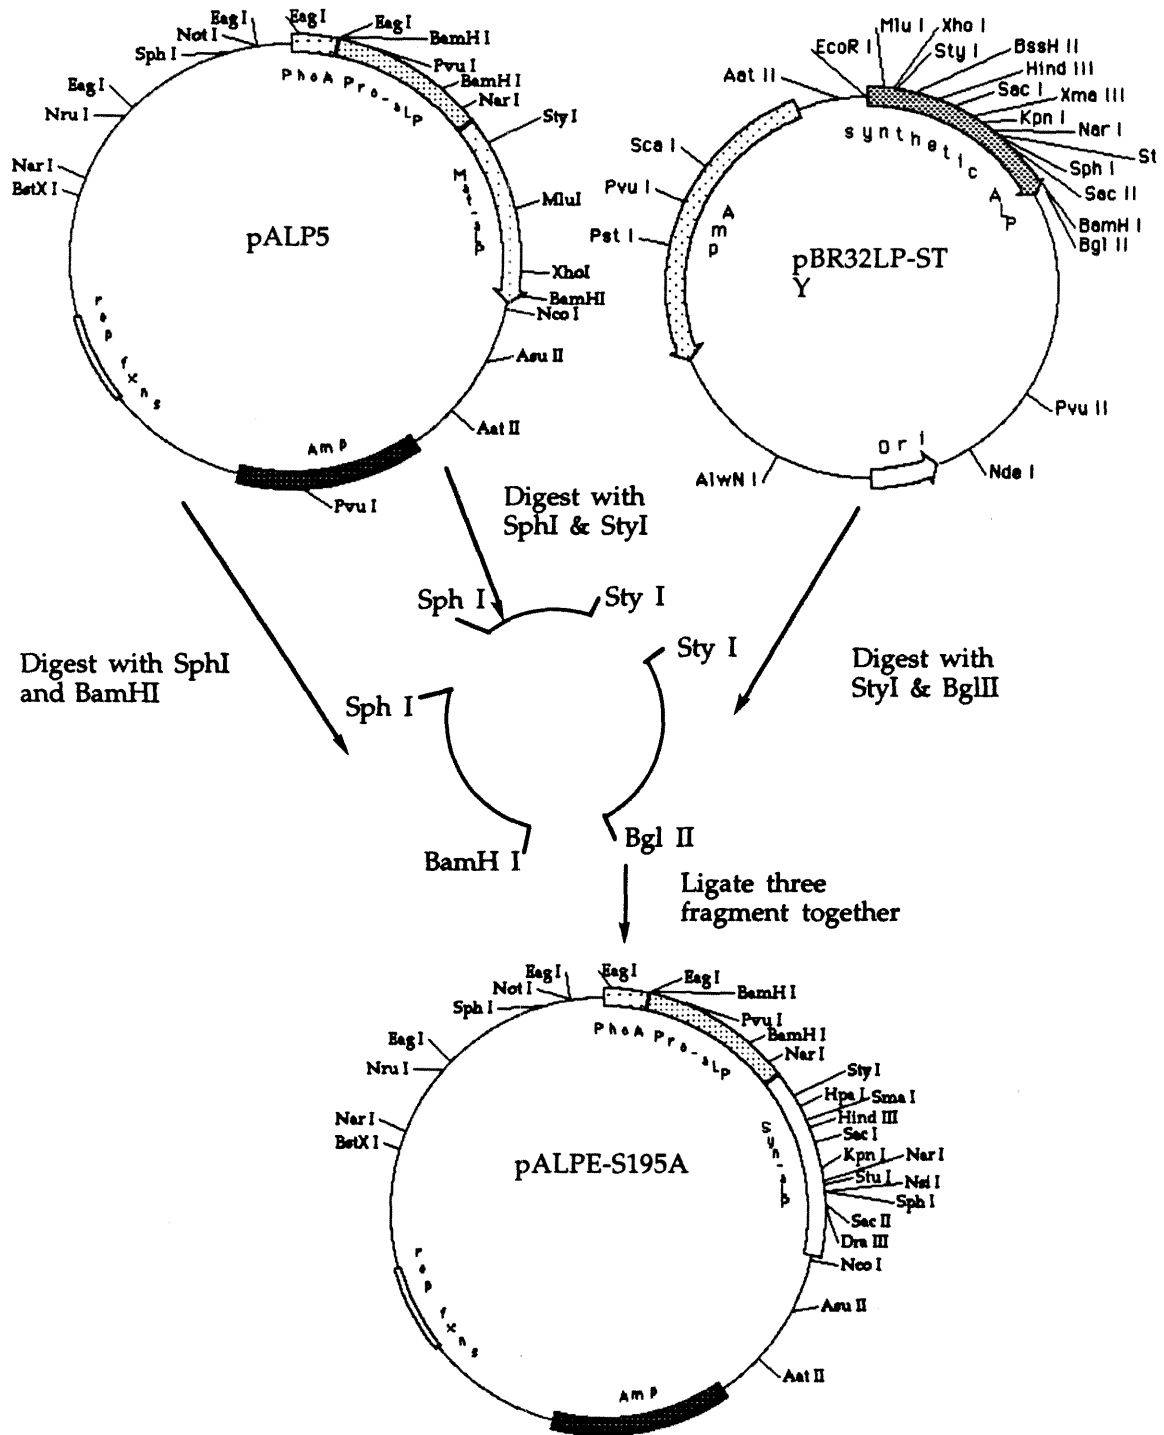 Eag I
Eag I
Eag I
Not I
BamH I
Sph I
Pvu I
BamH I
PhoA Pro-aLP
Nar I
Eag I
Nru I
Sty I
Nar I
BstX I
Mat-alp
MluI
pALP5
XhoI
BamHI
Nco I
rep fxns
Asu II
Aat II
Amp
Pvu I
Mlu I
Xho I
EcoR I
Sty I
BssH II
Aat II
Hind III
Sac I
Xma III
Kpn I
Nar I
synthetic ALP
St
Sca I
Sph I
Sac II
Pvu I
Amp
BamH I
Pst I
Bgl II
pBR32LP-ST
Y
Pvu II
Ori
AlwN I
Nde I
Digest with
SphI & StyI
Sph I
Sty I
Sty I
Digest with SphI
and BamHI
Digest with
StyI & BglII
Sph I
BamH I
Bgl II
Ligate three
fragment together
Eag I
Eag I
Eag I
Not I
BamH I
Sph I
Pvu I
BamH I
PhoA Pro-aLP
Nar I
Eag I
Nru I
Sty I
Hpa I
Sma I
Hind III
Nar I
Sac I
BstX I
Syn-alp
Kpn I
Nar I
pALPE-S195A
Stu I
Nsi I
Sph I
Sac II
Dra III
Nco I
rep fxns
Asu II
Aat II
Amp